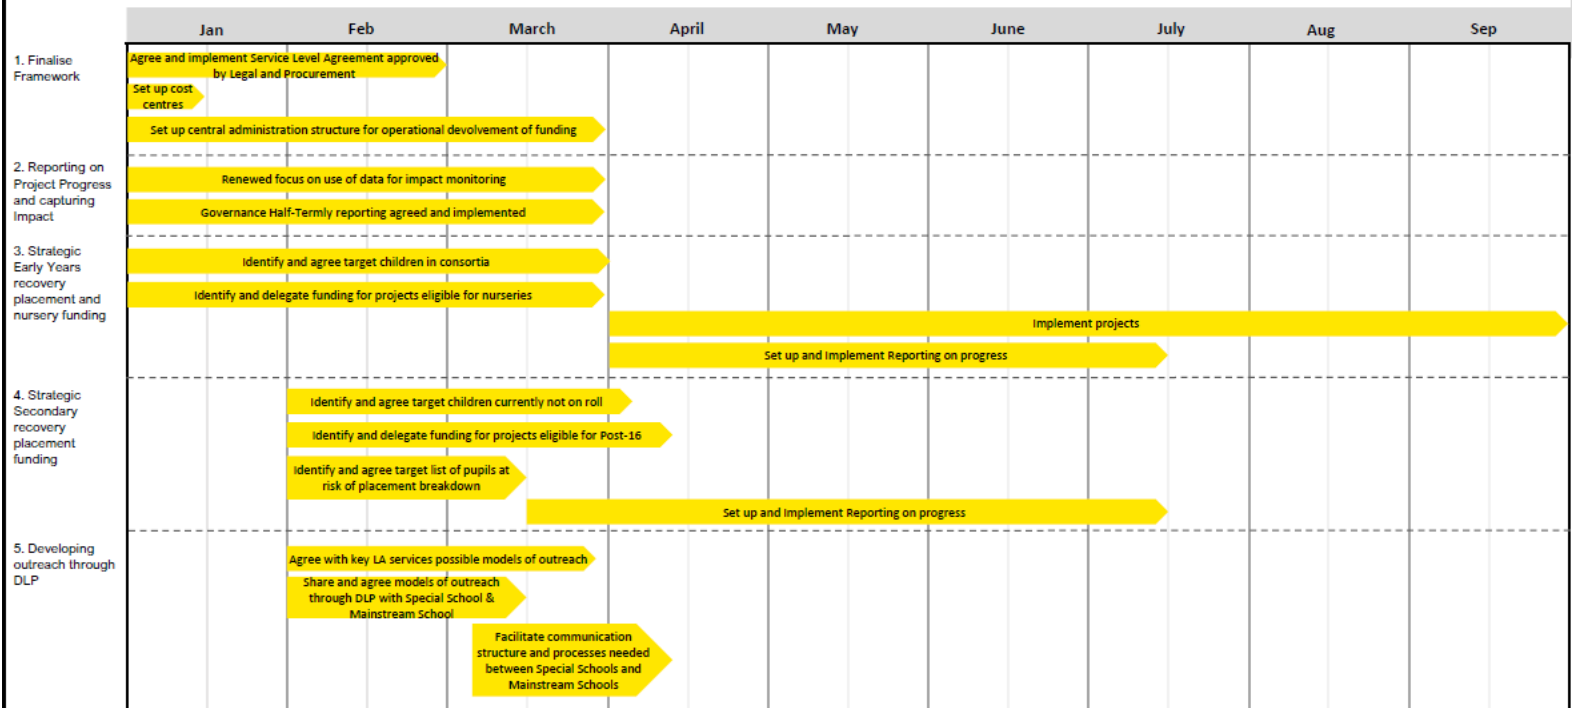 Jan Feb March April May June July Aug Sep
1. Finalise
Framework
Agree and implement Service Level Agreement approved
by Legal and Procurement
Set up cost
centres
Set up central administration structure for operational devolvement of funding
2. Reporting on
Project Progress
and capturing
Impact
Renewed focus on use of data for impact monitoring
Governance Half-Termly reporting agreed and implemented
3. Strategic
Early Years
recovery
placement and
nursery funding
Identify and agree target children in consortia
Identify and delegate funding for projects eligible for nurseries
Implement projects
Set up and Implement Reporting on progress
4. Strategic
Secondary
recovery
placement
funding
Identify and agree target children currently not on roll
Identify and delegate funding for projects eligible for Post-16
Identify and agree target list of pupils at
risk of placement breakdown
Set up and Implement Reporting on progress
5. Developing
outreach through
DLP
Agree with key LA services possible models of outreach
Share and agree models of outreach
through DLP with Special School &
Mainstream School
Facilitate communication
structure and processes needed
between Special Schools and
Mainstream Schools